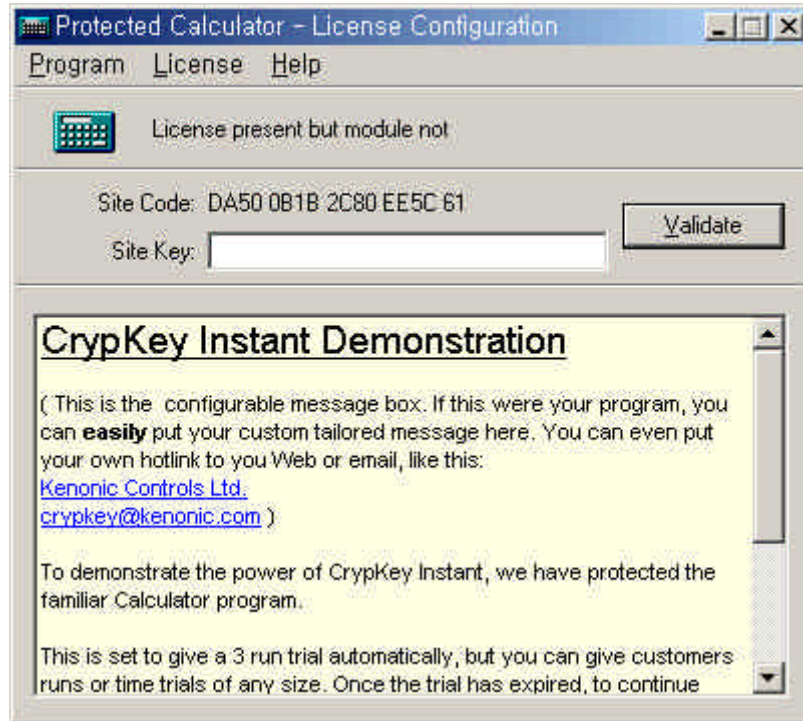 Protected Calculator - License Configuration
Program License Help
License present but module not
Site Code: DA50 0B1B 2C80 EE5C 61
Validate
Site Key:
CrypKey Instant Demonstration
( This is the configurable message box. If this were your program, you
can easily put your custom tailored message here. You can even put
your own hotlink to you Web or email, like this:
Kenonic Controls Ltd.
crypkey@kenonic.com )
To demonstrate the power of CrypKey Instant, we have protected the
familiar Calculator program.
This is set to give a 3 run trial automatically, but you can give customers
runs or time trials of any size. Once the trial has expired, to continue